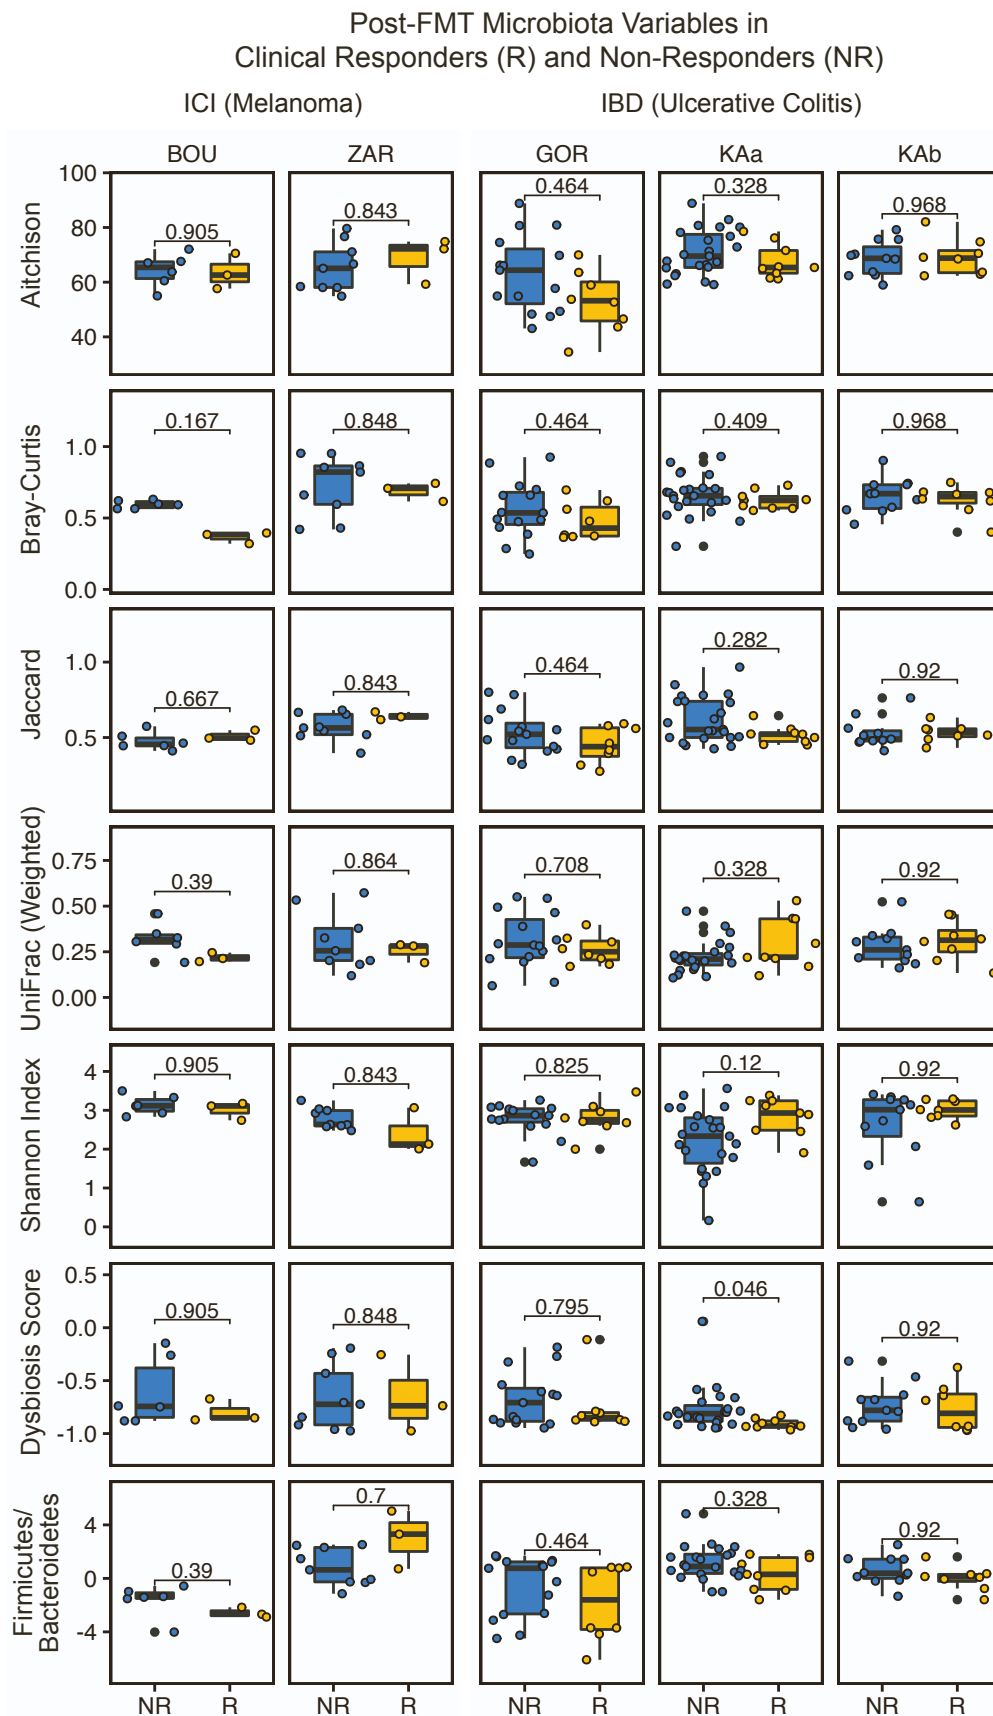 Post-FMT Microbiota Variables in
Clinical Responders (R) and Non-Responders (NR)
ICI (Melanoma) IBD (Ulcerative Colitis)
BOU ZAR GOR KAa KAb
Aitchison
100
80
60
40
0.905 0.843 0.464 0.328 0.968
Bray-Curtis
1.0
0.5
0.0
0.167 0.848 0.464 0.409 0.968
Jaccard
1.0
0.5
0.667 0.843 0.464 0.282 0.92
UniFrac (Weighted)
0.75
0.50
0.25
0.00
0.39 0.864 0.708 0.328 0.92
Shannon Index
4
3
2
1
0
0.905 0.843 0.825 0.12 0.92
Dysbiosis Score
0.5
0.0
-0.5
-1.0
0.905 0.848 0.795 0.046 0.92
Firmicutes/
Bacteroidetes
4
0
-4
0.39 0.7 0.464 0.328 0.92
NR R NR R NR R NR R NR R